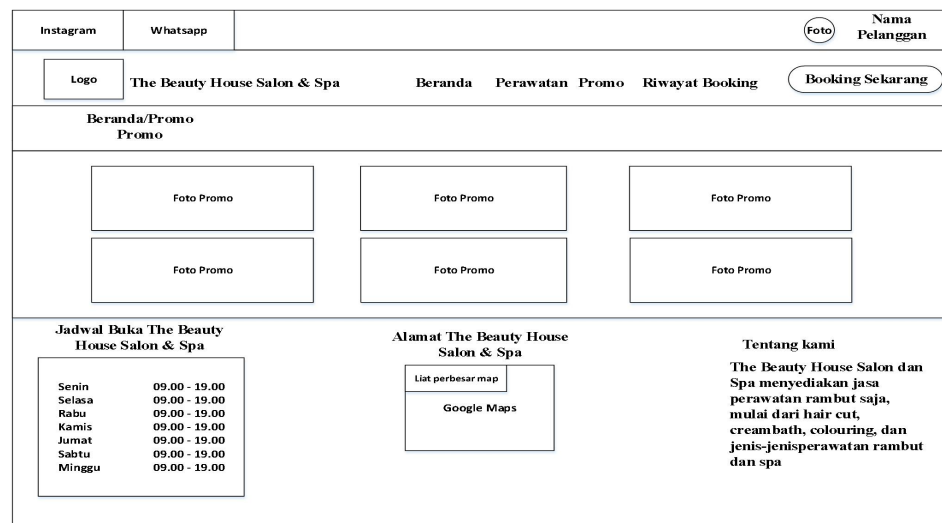 Instagram
Whatsapp
Foto
Nama
Pelanggan
Logo
The Beauty House Salon & Spa
Beranda
Perawatan
Promo
Riwayat Booking
Booking Sekarang
Beranda/Promo
Promo
Foto Promo
Foto Promo
Foto Promo
Foto Promo
Foto Promo
Foto Promo
Jadwal Buka The Beauty
House Salon & Spa
Senin 09.00 - 19.00
Selasa 09.00 - 19.00
Rabu 09.00 - 19.00
Kamis 09.00 - 19.00
Jumat 09.00 - 19.00
Sabtu 09.00 - 19.00
Minggu 09.00 - 19.00
Alamat The Beauty House
Salon & Spa
Liat perbesar map
Google Maps
Tentang kami
The Beauty House Salon dan
Spa menyediakan jasa
perawatan rambut saja,
mulai dari hair cut,
creambath, colouring, dan
jenis-jenisperawatan rambut
dan spa